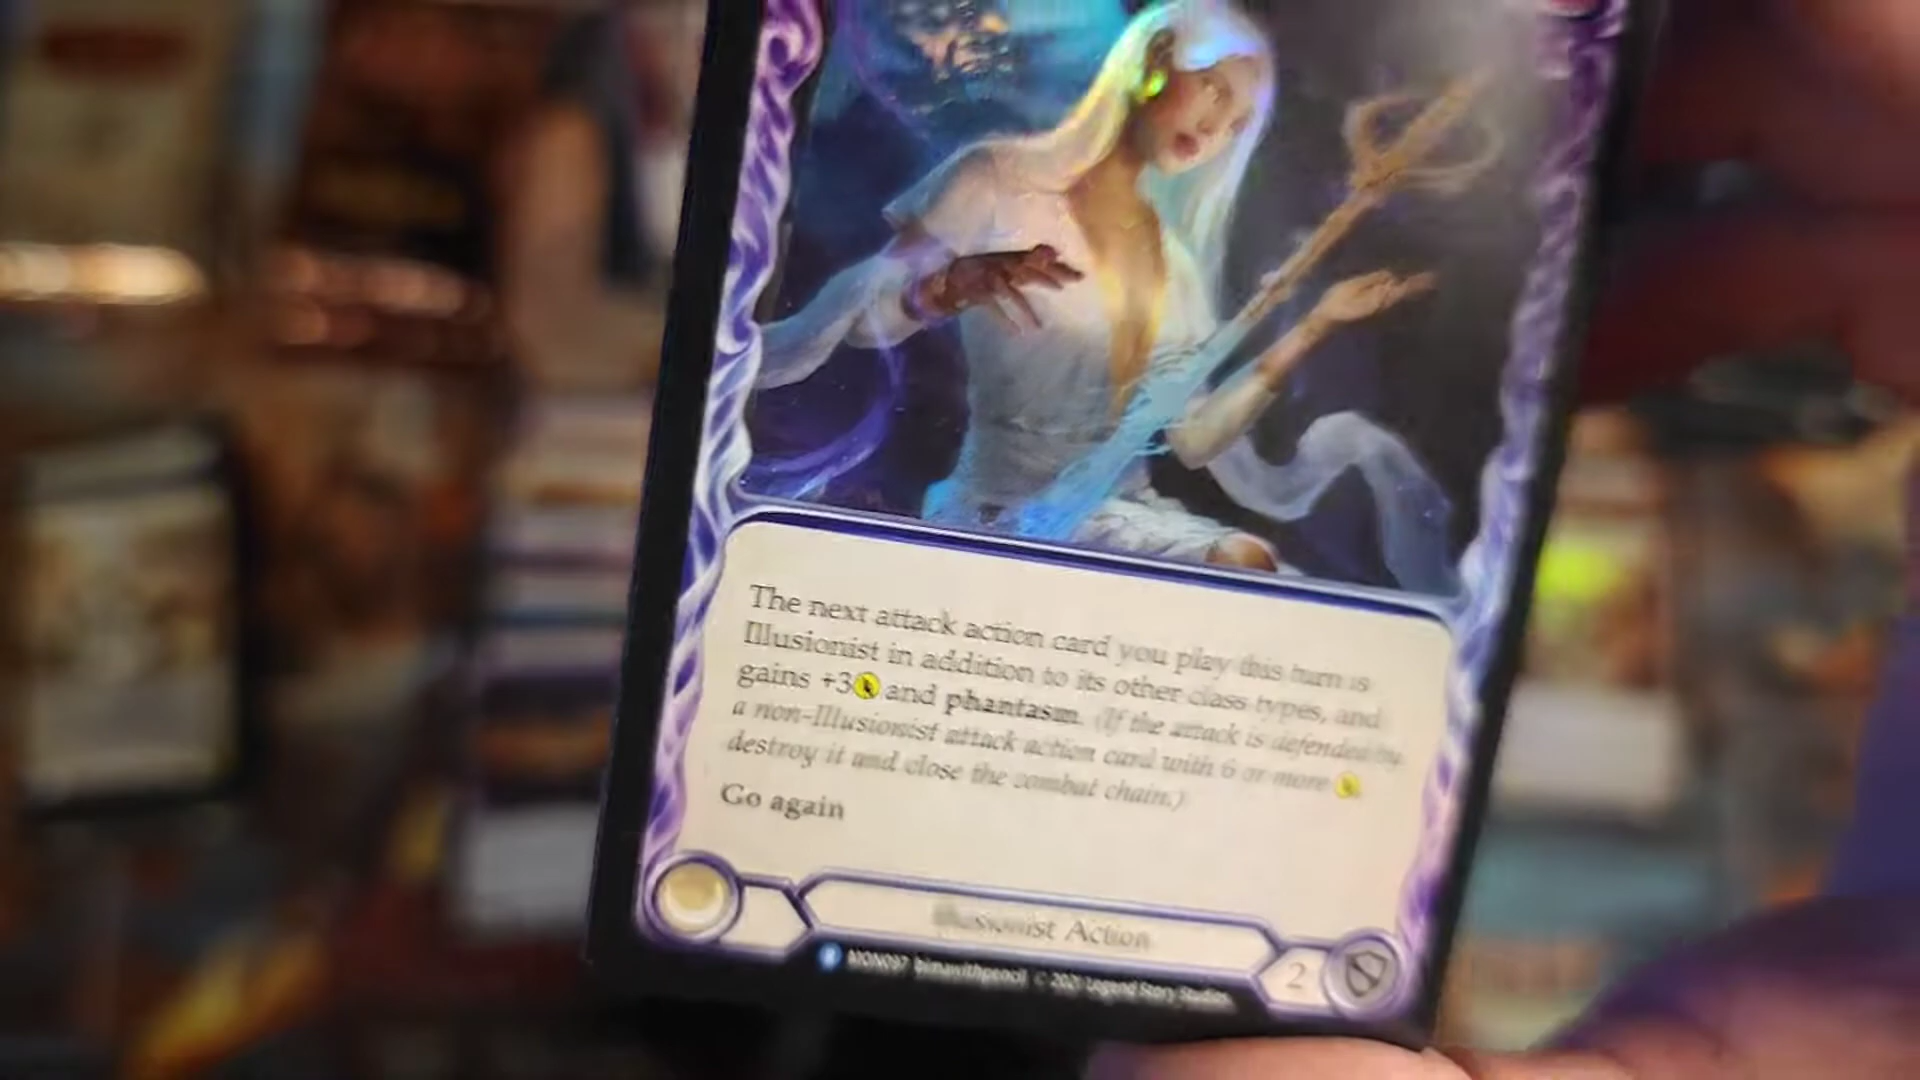 The next attack action card you play this turn is
Illusionist in addition to its other class types, and
gains +3 and phantasm. (If the attack is defended by
a non-Illusionist attack action card with 6 or more
destroy it and close the combat chain.)
Go again
Illusionist Action
2
MON097 bimawithpencil © 2021 Legend Story Studios